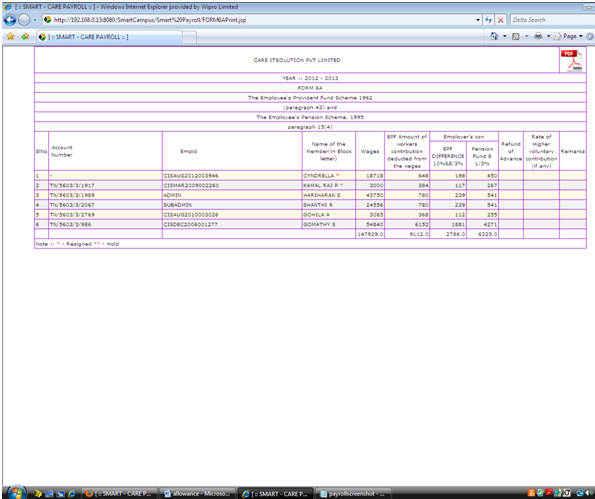 [ :: SMART - CARE PAYROLL :: ] - Windows Internet Explorer provided by Wipro Limited
http://192.168.0.13:8080/SmartCampus/Smart%20Payroll/FORM6APrint.jsp
Delta Search
[ :: SMART - CARE PAYROLL :: ]
Page
CARE ITSOLUTION PVT LIMITED
PDF
YEAR :: 2012 - 2013
FORM 6A
The Employee's Provident Fund Scheme 1962
(paragraph 43) and
The Employee's Pension Scheme, 1995
paragraph 15(4)
SlNo Account Number Empid Name of the Member(in Block letter) Wages EPF Amount of workers contribution deducted from the wages Employer's con EPF DIFFERENCE 10%&8/3% Pension Fund 8 1/3% Refund of Advance Rate of Higher voluntary contribution (if any) Remarks
1 - CISAUG2012003946 CYNDRELLA * 18718 648 198 450
2 TN/5603/3/1917 CISMAR2009002260 KAMAL RAJ P * 3000 384 117 267
3 TN/5603/3/1989 ADMIN HARIHARAN S 43750 780 239 541
4 TN/5603/3/2067 SUBADMIN SHANTHI R 24556 780 239 541
5 TN/5603/3/2769 CISAUG2010003026 GOHILA A 3065 368 112 255
6 TN/5603/3/986 CISDEC2006001277 GOMATHY S 54840 6152 1881 4271
147929.0 9112.0 2786.0 6325.0
Note :: * - Resigned ** - Hold
[ :: SMART - CARE P...
allowance - Microso...
[ :: SMART - CARE P...
payrollscreenshot - ...